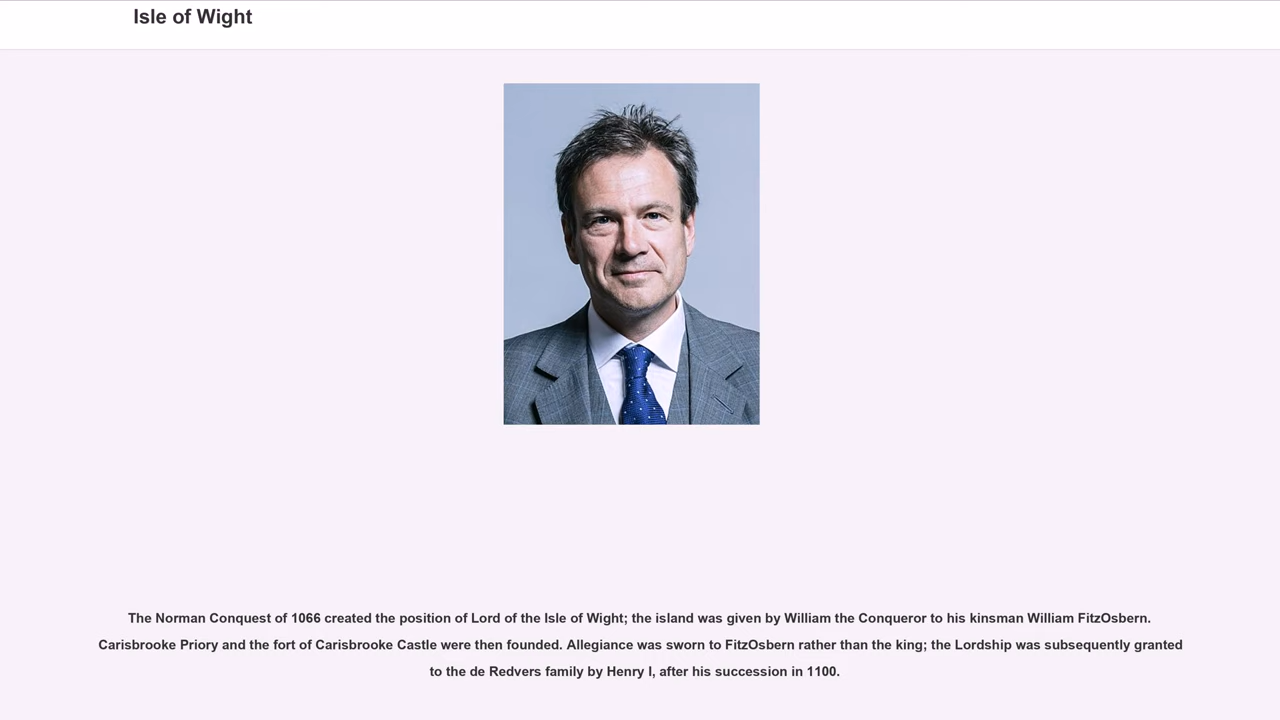 Isle of Wight
The Norman Conquest of 1066 created the position of Lord of the Isle of Wight; the island was given by William the Conqueror to his kinsman William FitzOsbern.
Carisbrooke Priory and the fort of Carisbrooke Castle were then founded. Allegiance was sworn to FitzOsbern rather than the king; the Lordship was subsequently granted
to the de Redvers family by Henry I, after his succession in 1100.